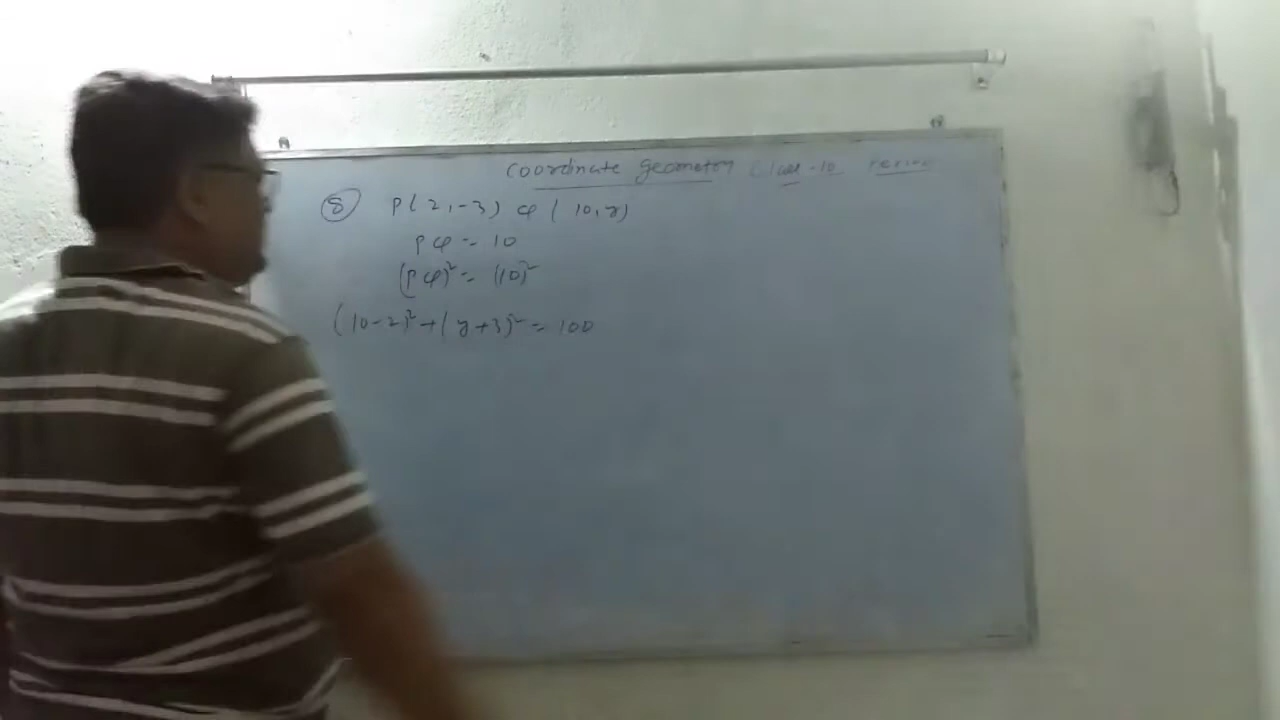 Coordinate geometry Class -10
⑧ P(2,-3) Q(10,y)
PQ = 10
(PQ)² = (10)²
(10-2)²+(y+3)² = 100